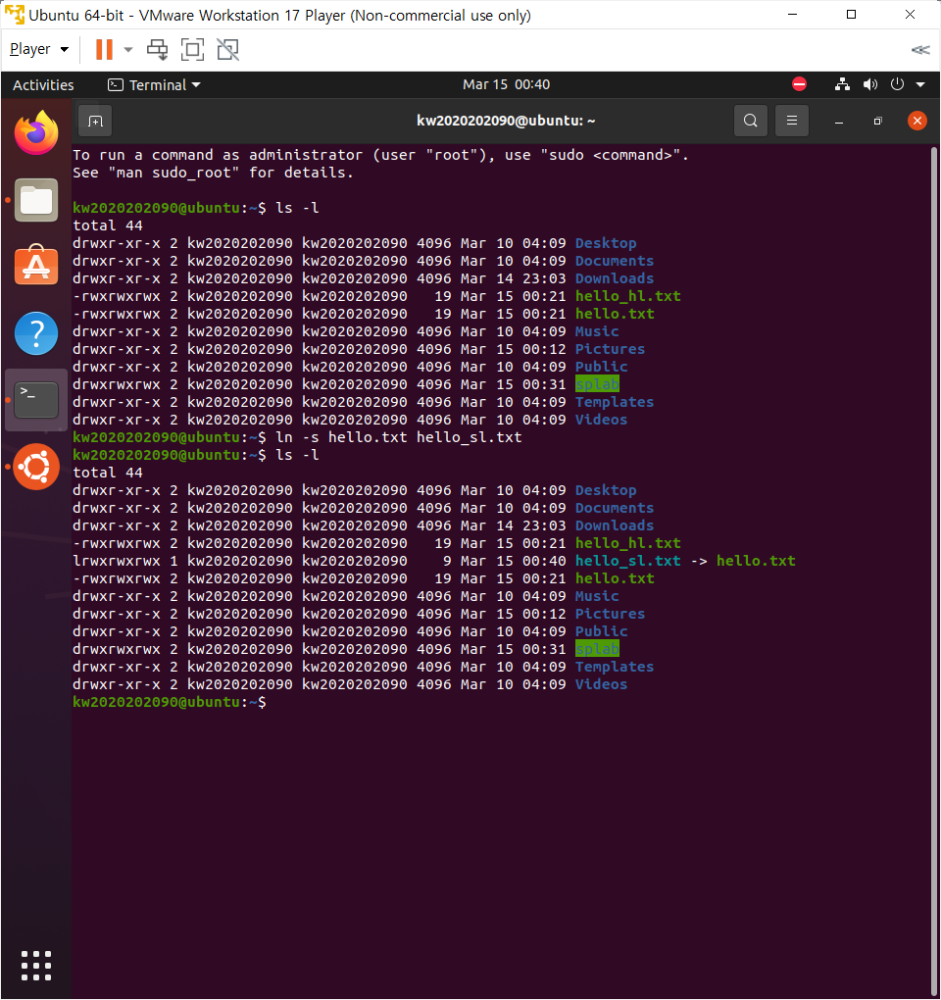 Ubuntu 64-bit - VMware Workstation 17 Player (Non-commercial use only)
Player
Activities Terminal Mar 15 00:40
kw2020202090@ubuntu: ~
To run a command as administrator (user "root"), use "sudo <command>".
See "man sudo_root" for details.
kw2020202090@ubuntu:~$ ls -l
total 44
drwxr-xr-x 2 kw2020202090 kw2020202090 4096 Mar 10 04:09 Desktop
drwxr-xr-x 2 kw2020202090 kw2020202090 4096 Mar 10 04:09 Documents
drwxr-xr-x 2 kw2020202090 kw2020202090 4096 Mar 14 23:03 Downloads
-rwxrwxrwx 2 kw2020202090 kw2020202090   19 Mar 15 00:21 hello_hl.txt
-rwxrwxrwx 2 kw2020202090 kw2020202090   19 Mar 15 00:21 hello.txt
drwxr-xr-x 2 kw2020202090 kw2020202090 4096 Mar 10 04:09 Music
drwxr-xr-x 2 kw2020202090 kw2020202090 4096 Mar 15 00:12 Pictures
drwxr-xr-x 2 kw2020202090 kw2020202090 4096 Mar 10 04:09 Public
drwxrwxrwx 2 kw2020202090 kw2020202090 4096 Mar 15 00:31 splab
drwxr-xr-x 2 kw2020202090 kw2020202090 4096 Mar 10 04:09 Templates
drwxr-xr-x 2 kw2020202090 kw2020202090 4096 Mar 10 04:09 Videos
kw2020202090@ubuntu:~$ ln -s hello.txt hello_sl.txt
kw2020202090@ubuntu:~$ ls -l
total 44
drwxr-xr-x 2 kw2020202090 kw2020202090 4096 Mar 10 04:09 Desktop
drwxr-xr-x 2 kw2020202090 kw2020202090 4096 Mar 10 04:09 Documents
drwxr-xr-x 2 kw2020202090 kw2020202090 4096 Mar 14 23:03 Downloads
-rwxrwxrwx 2 kw2020202090 kw2020202090   19 Mar 15 00:21 hello_hl.txt
lrwxrwxrwx 1 kw2020202090 kw2020202090    9 Mar 15 00:40 hello_sl.txt -> hello.txt
-rwxrwxrwx 2 kw2020202090 kw2020202090   19 Mar 15 00:21 hello.txt
drwxr-xr-x 2 kw2020202090 kw2020202090 4096 Mar 10 04:09 Music
drwxr-xr-x 2 kw2020202090 kw2020202090 4096 Mar 15 00:12 Pictures
drwxr-xr-x 2 kw2020202090 kw2020202090 4096 Mar 10 04:09 Public
drwxrwxrwx 2 kw2020202090 kw2020202090 4096 Mar 15 00:31 splab
drwxr-xr-x 2 kw2020202090 kw2020202090 4096 Mar 10 04:09 Templates
drwxr-xr-x 2 kw2020202090 kw2020202090 4096 Mar 10 04:09 Videos
kw2020202090@ubuntu:~$